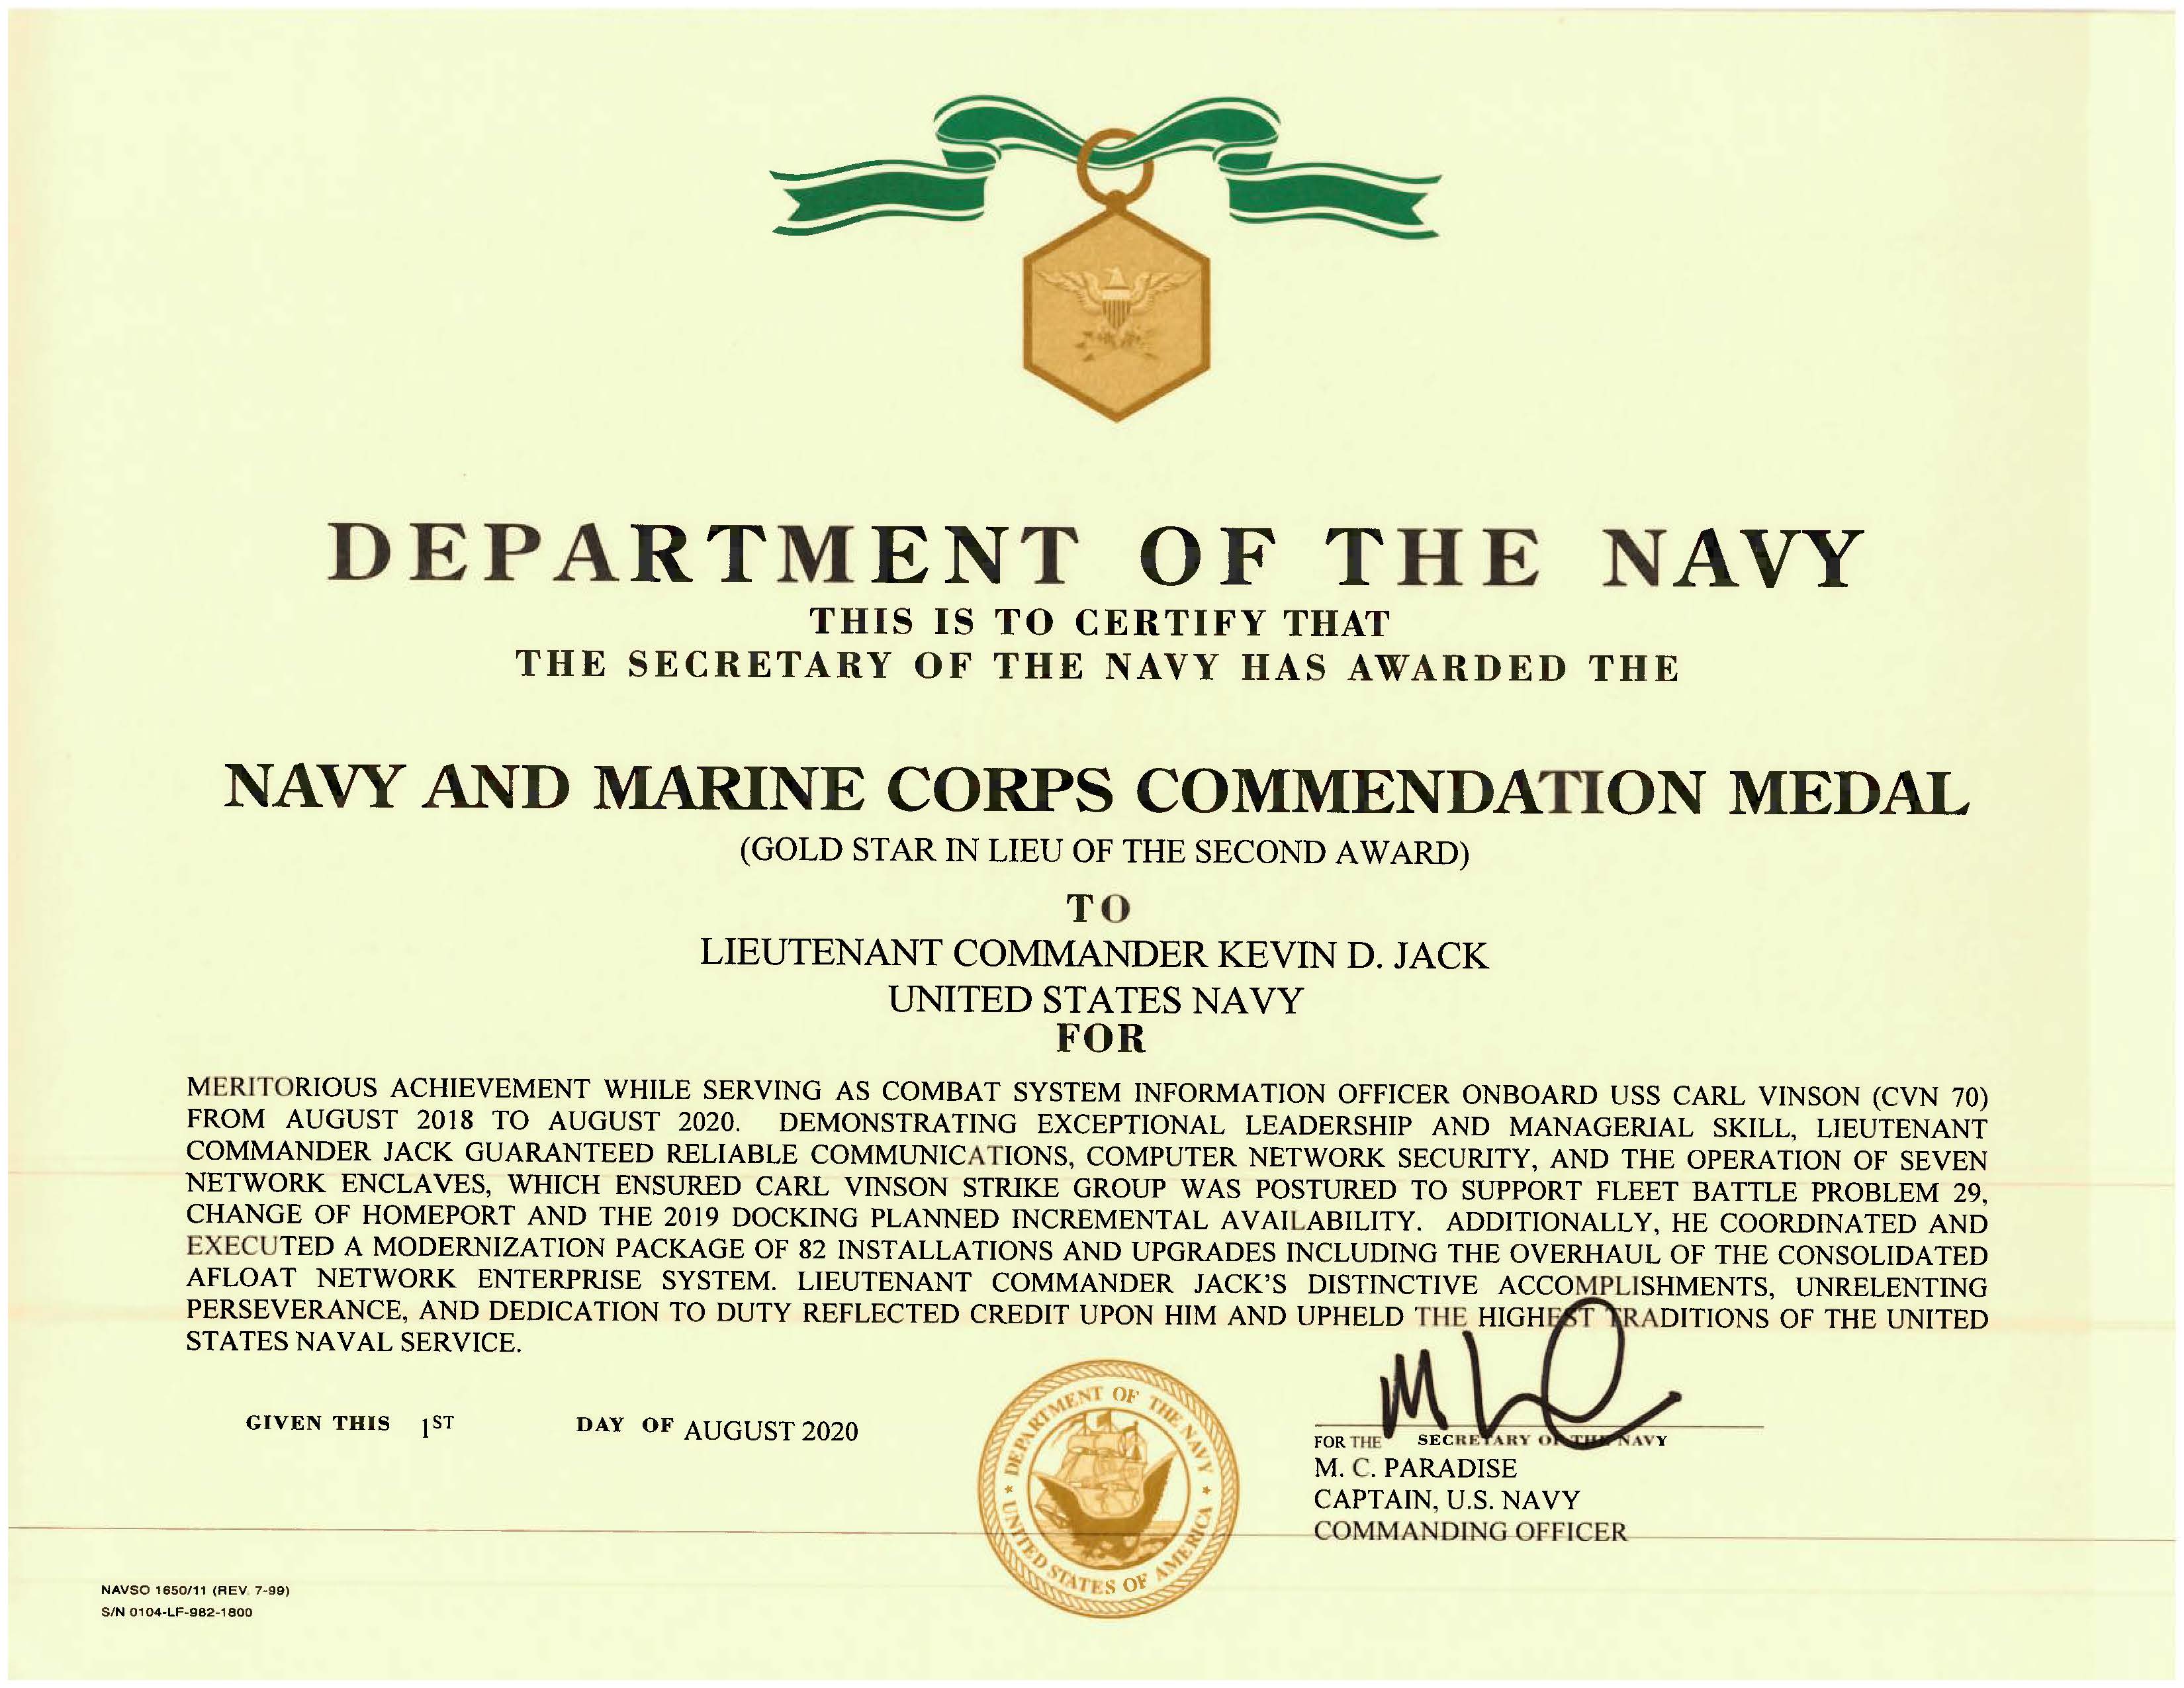 DEPARTMENT OF THE NAVY
THIS IS TO CERTIFY THAT
THE SECRETARY OF THE NAVY HAS AWARDED THE
NAVY AND MARINE CORPS COMMENDATION MEDAL
(GOLD STAR IN LIEU OF THE SECOND AWARD)
TO
LIEUTENANT COMMANDER KEVIN D. JACK
UNITED STATES NAVY
FOR
MERITORIOUS ACHIEVEMENT WHILE SERVING AS COMBAT SYSTEM INFORMATION OFFICER ONBOARD USS CARL VINSON (CVN 70)
FROM AUGUST 2018 TO AUGUST 2020. DEMONSTRATING EXCEPTIONAL LEADERSHIP AND MANAGERIAL SKILL, LIEUTENANT
COMMANDER JACK GUARANTEED RELIABLE COMMUNICATIONS, COMPUTER NETWORK SECURITY, AND THE OPERATION OF SEVEN
NETWORK ENCLAVES, WHICH ENSURED CARL VINSON STRIKE GROUP WAS POSTURED TO SUPPORT FLEET BATTLE PROBLEM 29,
CHANGE OF HOMEPORT AND THE 2019 DOCKING PLANNED INCREMENTAL AVAILABILITY. ADDITIONALLY, HE COORDINATED AND
EXECUTED A MODERNIZATION PACKAGE OF 82 INSTALLATIONS AND UPGRADES INCLUDING THE OVERHAUL OF THE CONSOLIDATED
AFLOAT NETWORK ENTERPRISE SYSTEM. LIEUTENANT COMMANDER JACK'S DISTINCTIVE ACCOMPLISHMENTS, UNRELENTING
PERSEVERANCE, AND DEDICATION TO DUTY REFLECTED CREDIT UPON HIM AND UPHELD THE HIGHEST TRADITIONS OF THE UNITED
STATES NAVAL SERVICE.
GIVEN THIS 1ST DAY OF AUGUST 2020
DEPARTMENT OF THE NAVY
UNITED STATES OF AMERICA
FOR THE SECRETARY OF THE NAVY
M. C. PARADISE
CAPTAIN, U.S. NAVY
COMMANDING OFFICER
NAVSO 1650/11 (REV. 7-99)
S/N 0104-LF-982-1800